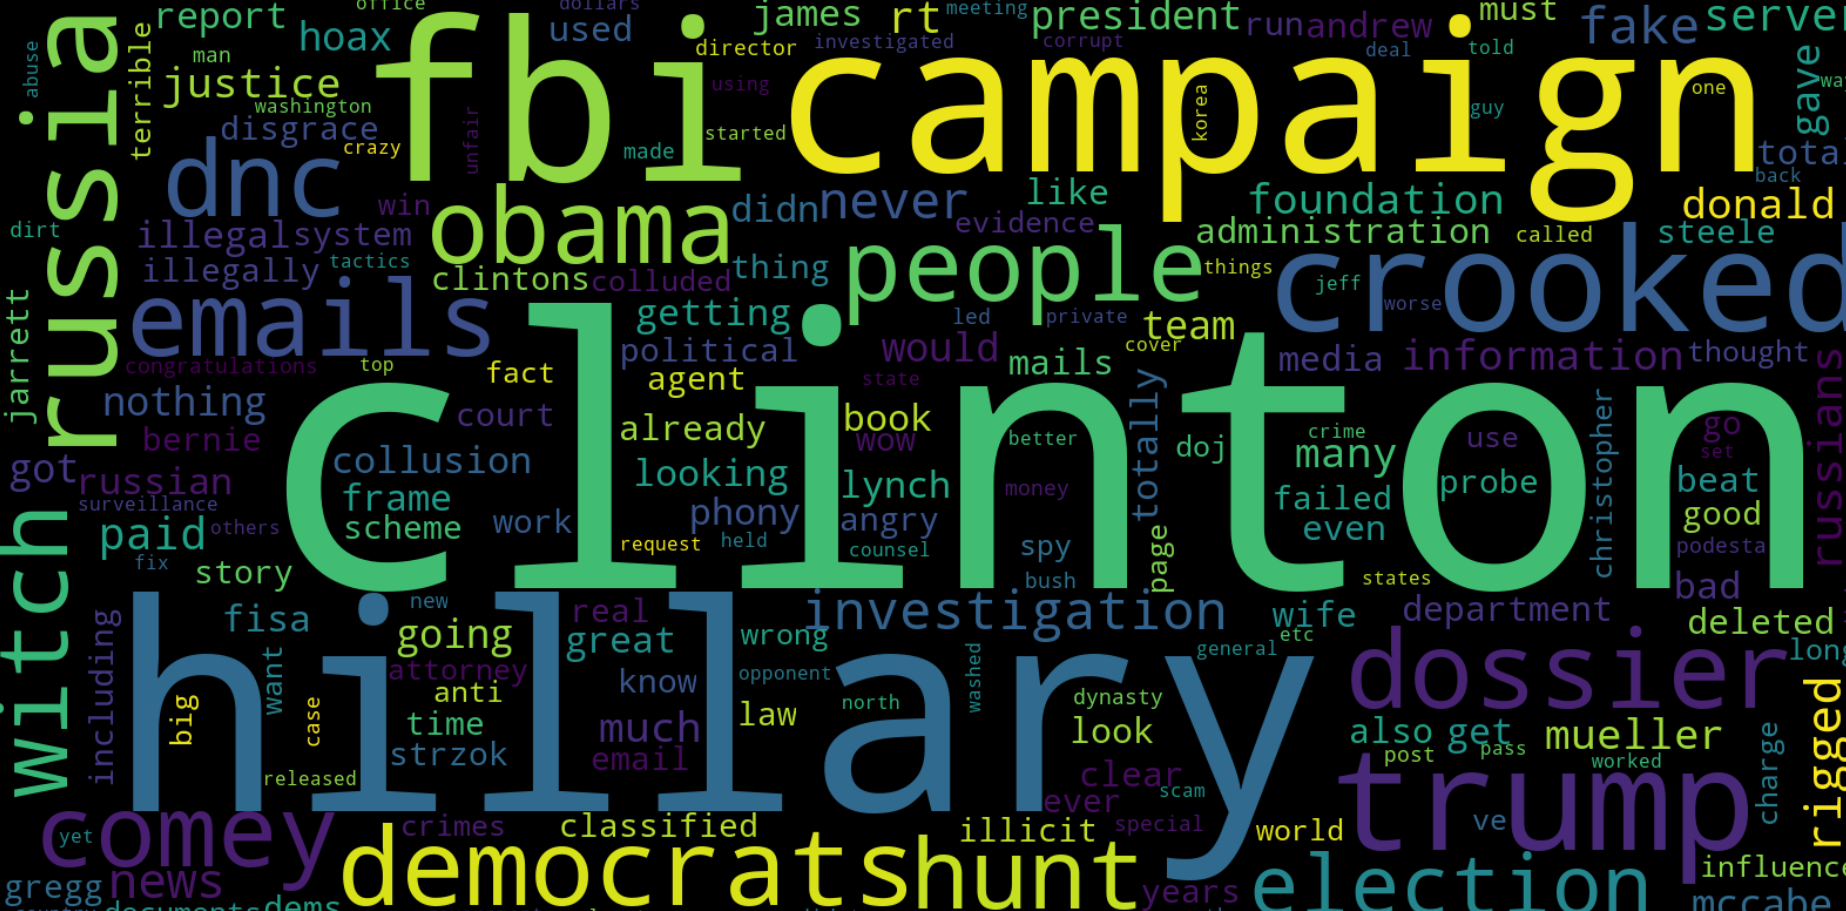 office
dollars
report
hoax
used
james
rt
meeting
president
run
andrew
must
fake
russia
abuse
terrible
man
justice
washington
fbi
director
investigated
corrupt
deal
told
campaign
gave
using
korea
guy
one
disgrace
crazy
unfair
made
started
dnc
back
win
obama
didn
never
like
evidence
foundation
donald
dirt
illegal
system
administration
called
steele
illegally
tactics
clintons
colluded
thing
people
things
crooked
jeff
worse
emails
getting
led
private
team
jarrett
congratulations
top
fact
political
would
mails
cover
media
information
thought
agent
state
nothing
court
clinton
already
book
wow
better
totally
doj
crime
many
christopher
use
go
set
russians
bernie
got
russian
collusion
looking
lynch
money
probe
beat
surveillance
frame
scheme
work
phony
angry
failed
even
good
witch
paid
others
request
held
counsel
spy
page
podesta
fix
story
bush
states
bad
including
fisa
new
real
investigation
wife
department
deleted
going
great
wrong
etc
hillary
want
attorney
know
opponent
washed
general
dossier
big
case
anti
time
law
north
dynasty
look
much
strzok
email
also
get
mueller
post
pass
worked
charge
rigged
released
clear
ever
scam
trump
comey
yet
crimes
classified
illicit
special
world
ve
democrats
hunt
election
influence
gregg
news
years
mccabe
documents
dems